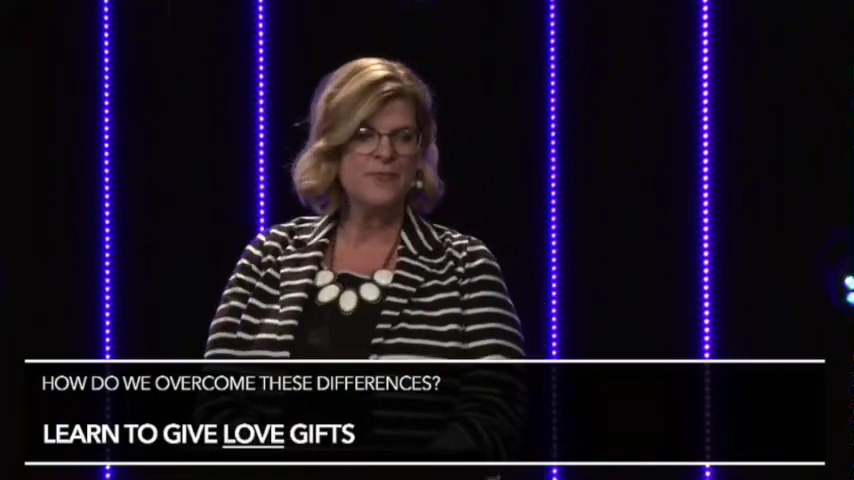 HOW DO WE OVERCOME THESE DIFFERENCES?
LEARN TO GIVE LOVE GIFTS